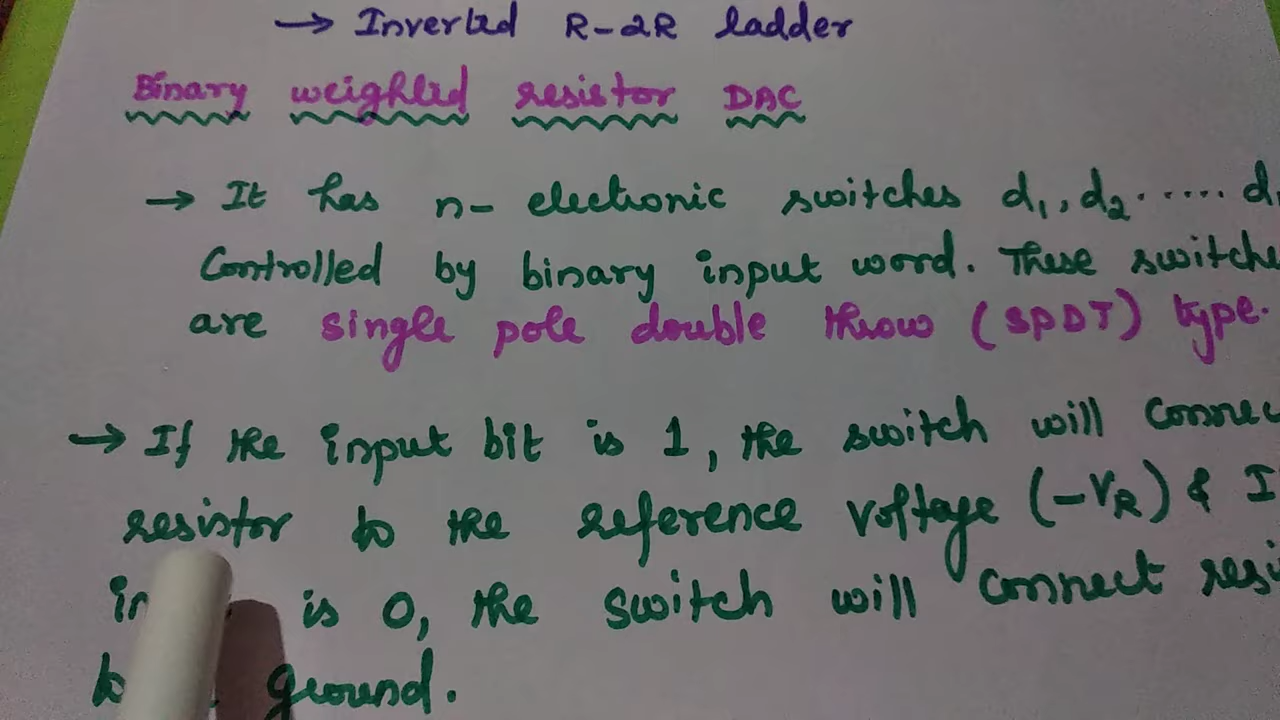 → Inverted R-2R ladder
Binary weighted resistor DAC
→ It has n- electronic switches d1, d2. ..... d
Controlled by binary input word. These switche
are single pole double throw (SPDT) type.
→ If the input bit is 1, the switch will connec
resistor to the reference voltage (-VR) & I
is 0, the switch will connect resi
ground.